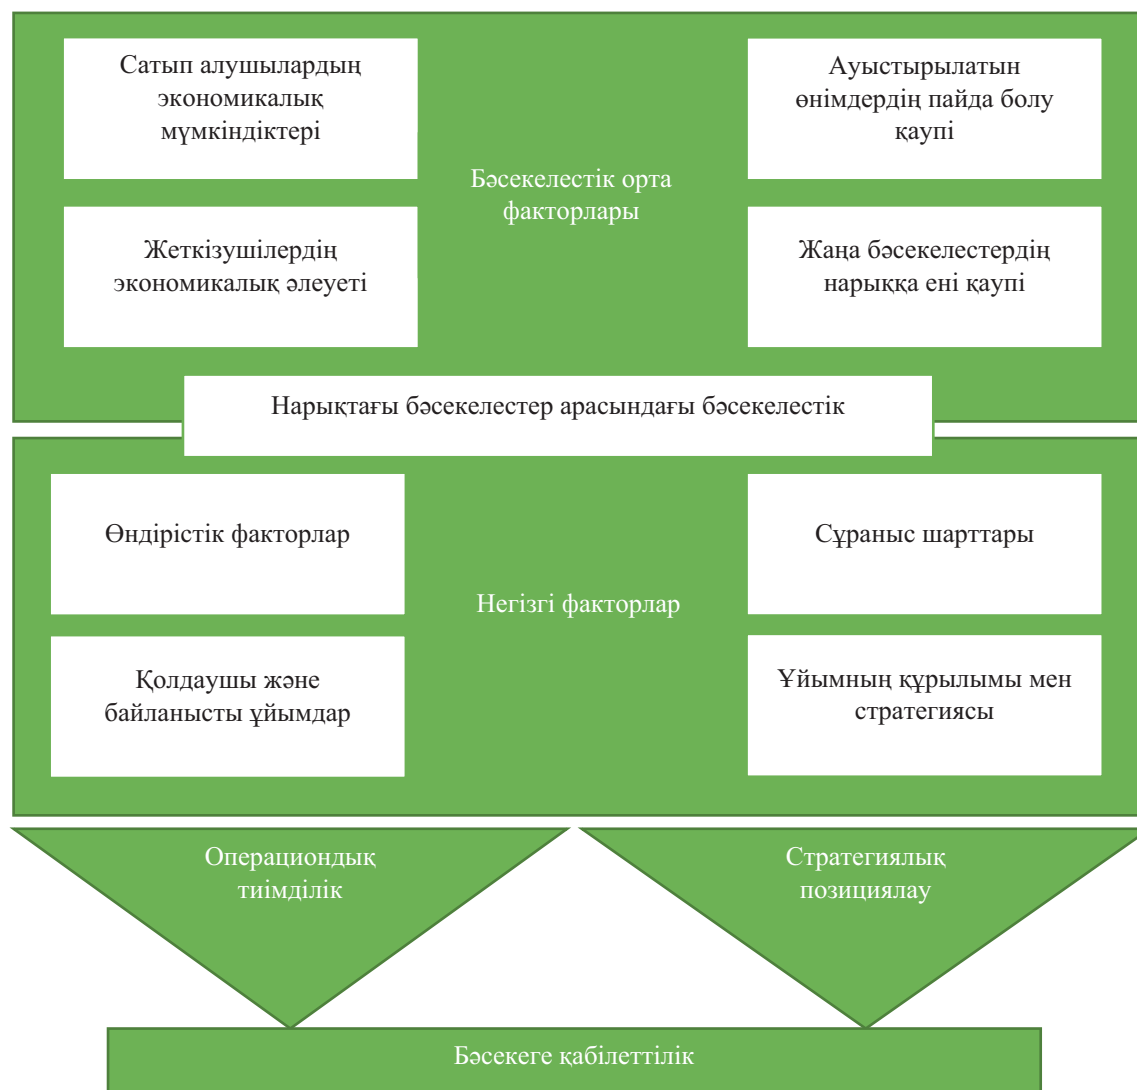 Сатып алушылардың
экономикалық
мүмкіндіктері
Ауыстырылатын
өнімдердің пайда болу
қаупі
Бәсекелестік орта
факторлары
Жеткізушілердің
экономикалық әлеуеті
Жаңа бәсекелестердің
нарыққа ені қаупі
Нарықтағы бәсекелестер арасындағы бәсекелестік
Өндірістік факторлар
Сұраныс шарттары
Негізгі факторлар
Қолдаушы және
байланысты ұйымдар
Ұйымның құрылымы мен
стратегиясы
Операциондық
тиімділік
Стратегиялық
позициялау
Бәсекеге қабілеттілік